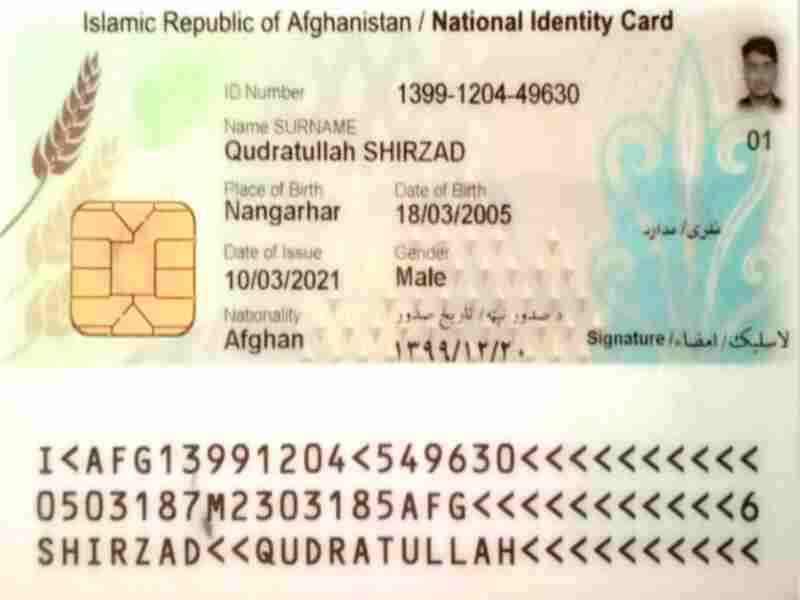 Islamic Republic of Afghanistan / National Identity Card
ID Number 1399-1204-49630
Name SURNAME
Qudratullah SHIRZAD
01
Place of Birth Date of Birth
Nangarhar 18/03/2005
نلري/ندارد
Date of Issue Gender
10/03/2021 Male
Nationality د صدور نېټه/ تاریخ صدور
Afghan ۱۳۹۹/۱۲/۲۰
Signature / لاسلیک/ امضاء
I<AFG13991204<549630<<<<<<<<<<
0503187M2303185AFG<<<<<<<<<<<6
SHIRZAD<<QUDRATULLAH<<<<<<<<<<